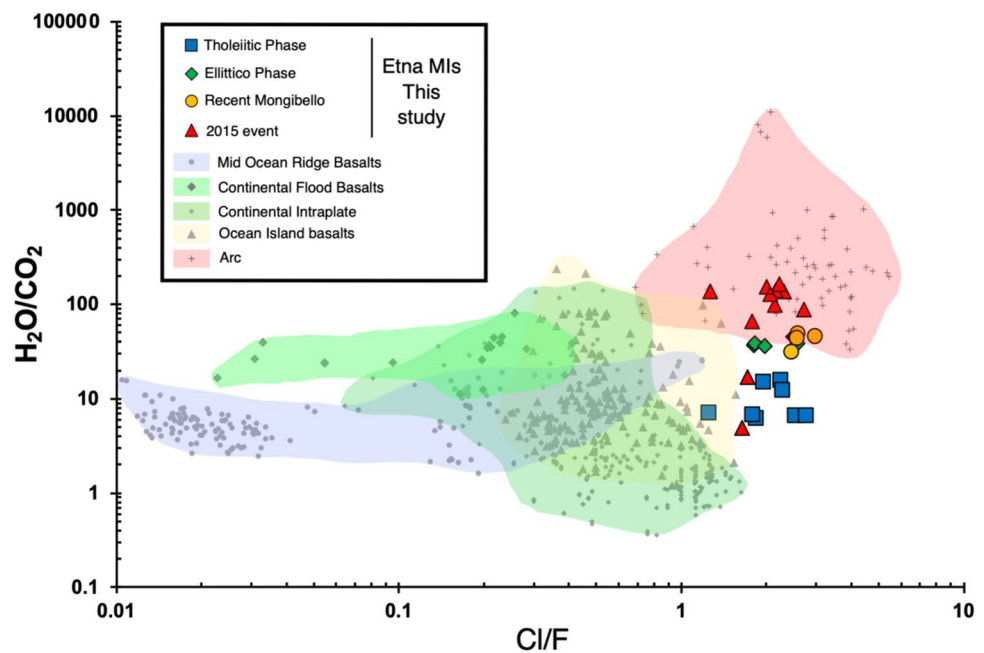 100000
10000
1000
100
10
1
0.1
H₂O/CO₂
Tholeiitic Phase
Ellittico Phase
Recent Mongibello
2015 event
Etna MIs
This
study
Mid Ocean Ridge Basalts
Continental Flood Basalts
Continental Intraplate
Ocean Island basalts
Arc
0.01
0.1
1
10
Cl/F